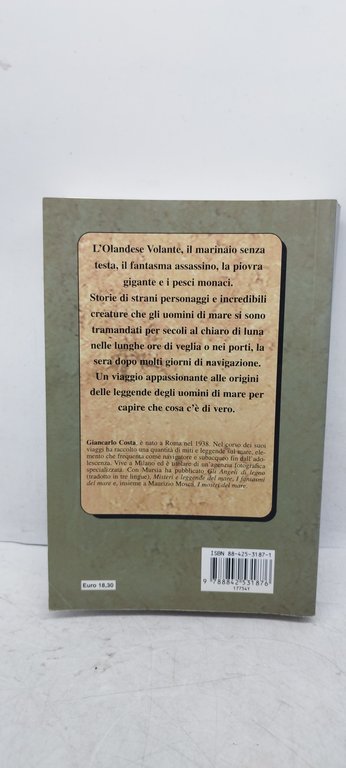 L'Olandese Volante, il marinaio senza
testa, il fantasma assassino, la piovra
gigante e i pesci monaci.
Storie di strani personaggi e incredibili
creature che gli uomini di mare si sono
tramandati per secoli al chiaro di luna
nelle lunghe ore di veglia o nei porti, la
sera dopo molti giorni di navigazione.
Un viaggio appassionante alle origini
delle leggende degli uomini di mare per
capire che cosa c'è di vero.
Giancarlo Costa, è nato a Roma nel 1938. Nel corso dei suoi
viaggi ha raccolto una quantità di miti e leggende sul mare, ele-
mento che frequenta come navigatore e subacqueo fin dall'ado-
lescenza. Vive a Milano ed è titolare di un'agenzia fotografica
specializzata. Con Mursia ha pubblicato Gli Angeli di legno
(tradotto in tre lingue), Misteri e leggende del mare, I fantasmi
del mare e, insieme a Maurizio Mosca, I mostri del mare.
ISBN 88-425-3187-1
9 788842 531876
17754I
Euro 18,30